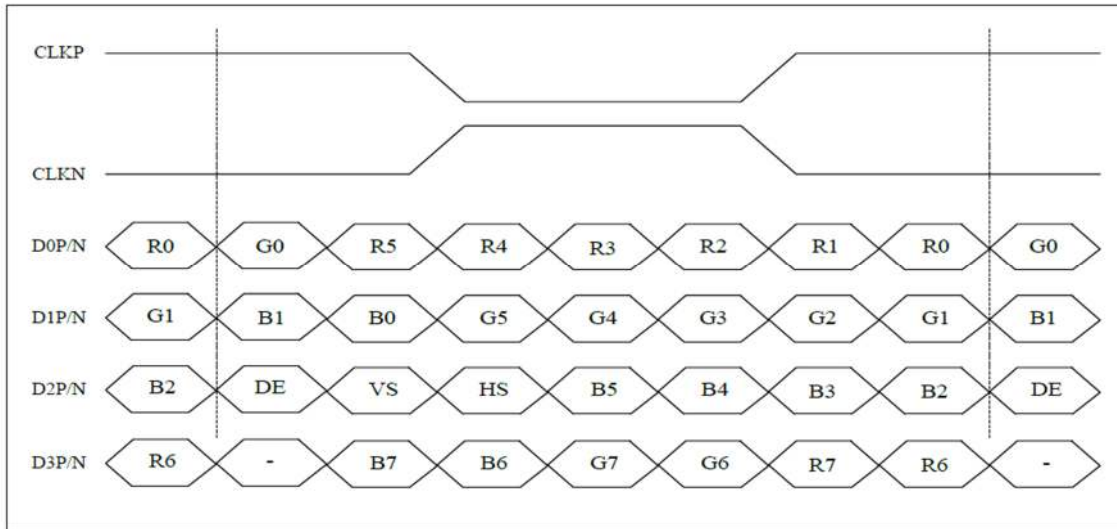 CLKP
CLKN
D0P/N R0 G0 R5 R4 R3 R2 R1 R0 G0
D1P/N G1 B1 B0 G5 G4 G3 G2 G1 B1
D2P/N B2 DE VS HS B5 B4 B3 B2 DE
D3P/N R6 - B7 B6 G7 G6 R7 R6 -